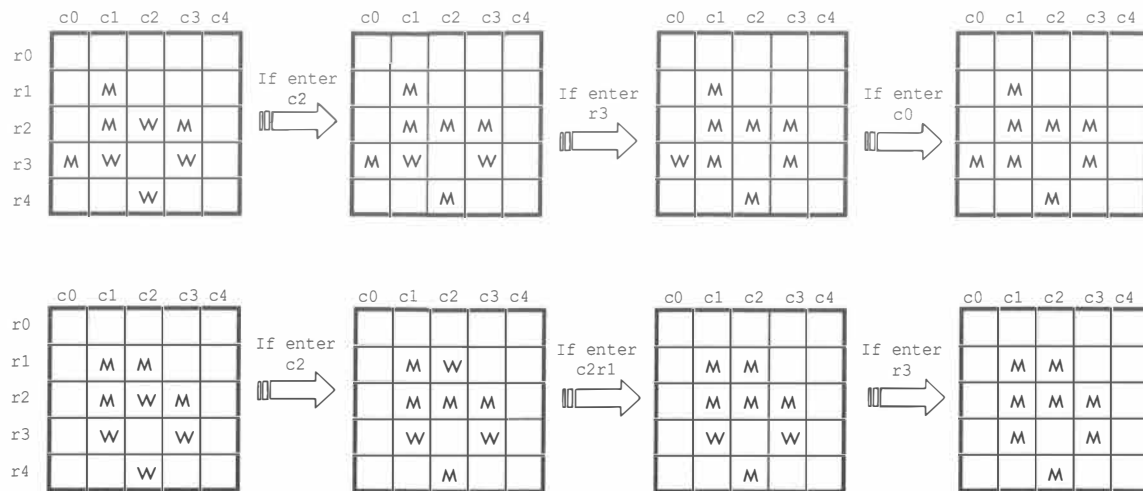 c0 c1 c2 c3 c4 c0 c1 c2 c3 c4 c0 c1 c2 c3 c4 c0 c1 c2 c3 c4
r0
If enter If enter If enter
r1 M M M M
c2 r3 c0
r2 M W M M M M M M M M M M
r3 M W W M W W W M M M M M
r4 W M M M
c0 c1 c2 c3 c4 c0 c1 c2 c3 c4 c0 c1 c2 c3 c4 c0 c1 c2 c3 c4
r0
If enter If enter If enter
r1 M M M W M M M M
c2 c2r1 r3
r2 M W M M M M M M M M M M
r3 W W W W W W M M
r4 W M M M